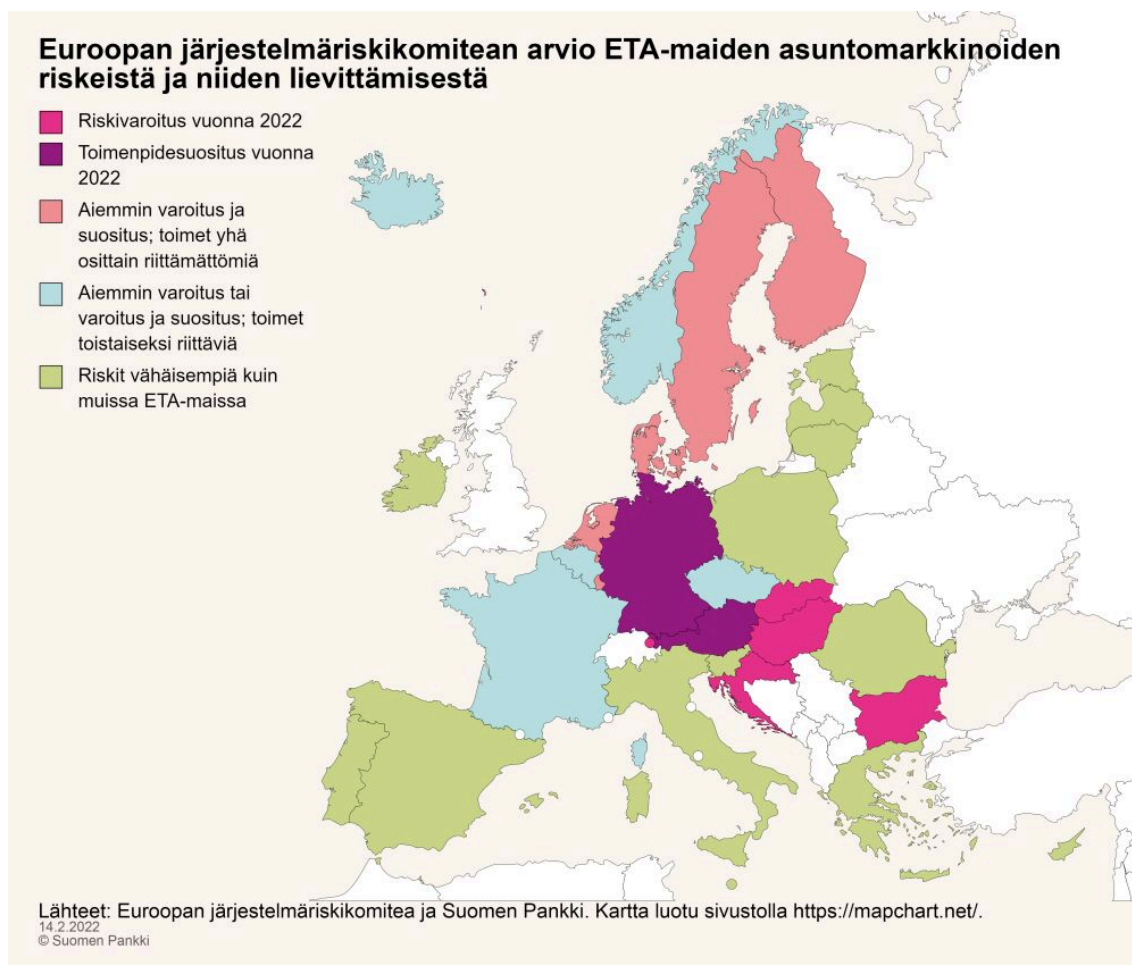 Euroopan järjestelmäriskikomitean arvio ETA-maiden asuntomarkkinoiden
riskeistä ja niiden lievittämisestä
Riskivaroitus vuonna 2022
Toimenpidesuositus vuonna
2022
Aiemmin varoitus ja
suositus; toimet yhä
osittain riittämättömiä
Aiemmin varoitus tai
varoitus ja suositus; toimet
toistaiseksi riittäviä
Riskit vähäisempiä kuin
muissa ETA-maissa
Lähteet: Euroopan järjestelmäriskikomitea ja Suomen Pankki. Kartta luotu sivustolla https://mapchart.net/.
14.2.2022
© Suomen Pankki